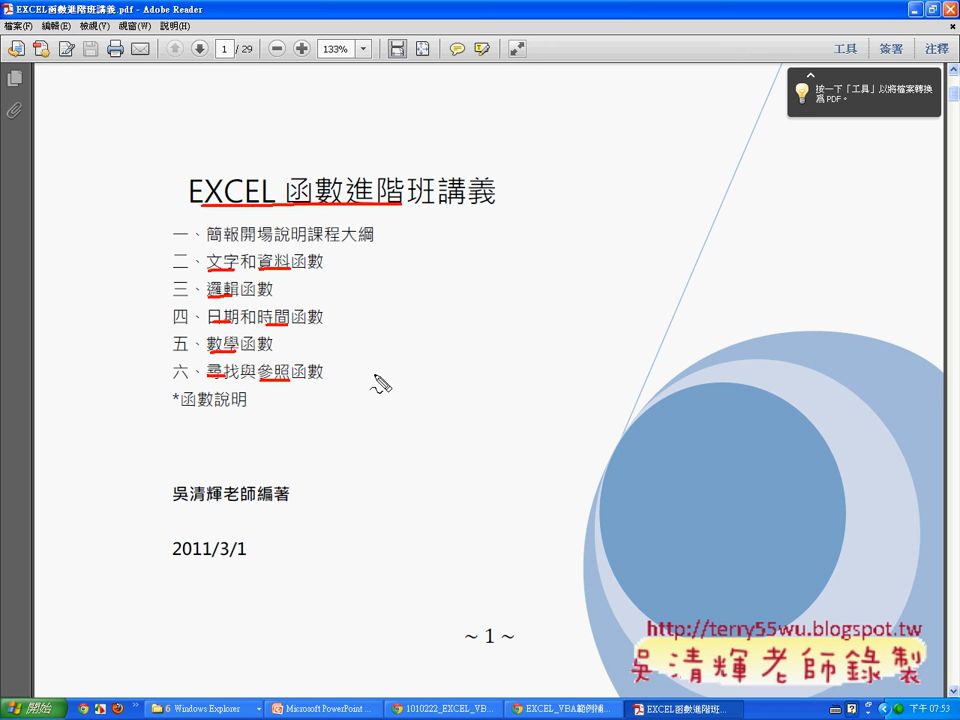 EXCEL函數進階班講義.pdf - Adobe Reader
檔案(F) 編輯(E) 檢視(V) 視窗(W) 說明(H)
1 / 29 133% 工具 簽署 注釋
按一下「工具」以將檔案轉換
為 PDF。
EXCEL 函數進階班講義
一、簡報開場說明課程大綱
二、文字和資料函數
三、邏輯函數
四、日期和時間函數
五、數學函數
六、尋找與參照函數
*函數說明
吳清輝老師編著
2011/3/1
~ 1 ~
http://terry55wu.blogspot.tw
吳清輝老師錄製
開始 6 Windows Explorer Microsoft PowerPoint ... 1010222_EXCEL_VB... EXCEL_VBA範例補... EXCEL函數進階班... 下午 07:53